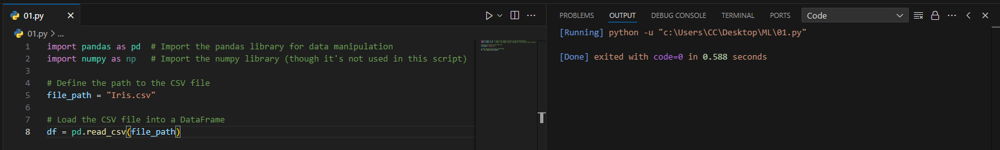 01.py
PROBLEMS OUTPUT DEBUG CONSOLE TERMINAL PORTS Code
01.py > ...
1 import pandas as pd  # Import the pandas library for data manipulation
2 import numpy as np   # Import the numpy library (though it's not used in this script)
3
4 # Define the path to the CSV file
5 file_path = "Iris.csv"
6
7 # Load the CSV file into a DataFrame
8 df = pd.read_csv(file_path)
[Running] python -u "c:\Users\CC\Desktop\ML\01.py"
[Done] exited with code=0 in 0.588 seconds